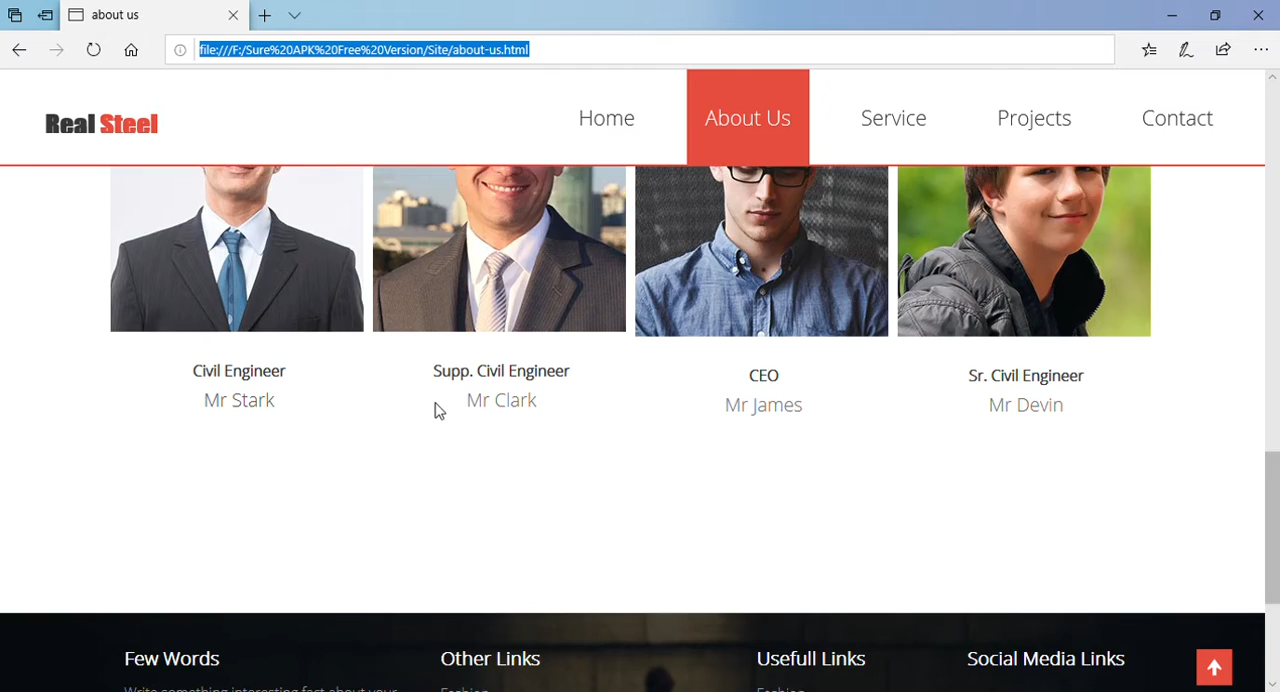 about us
file:///F:/Sure%20APK%20Free%20Version/Site/about-us.html
Real Steel
Home
About Us
Service
Projects
Contact
Civil Engineer
Mr Stark
Supp. Civil Engineer
Mr Clark
CEO
Mr James
Sr. Civil Engineer
Mr Devin
Few Words
Other Links
Usefull Links
Social Media Links
Write something interesting fact about your
Fashion
Fashion